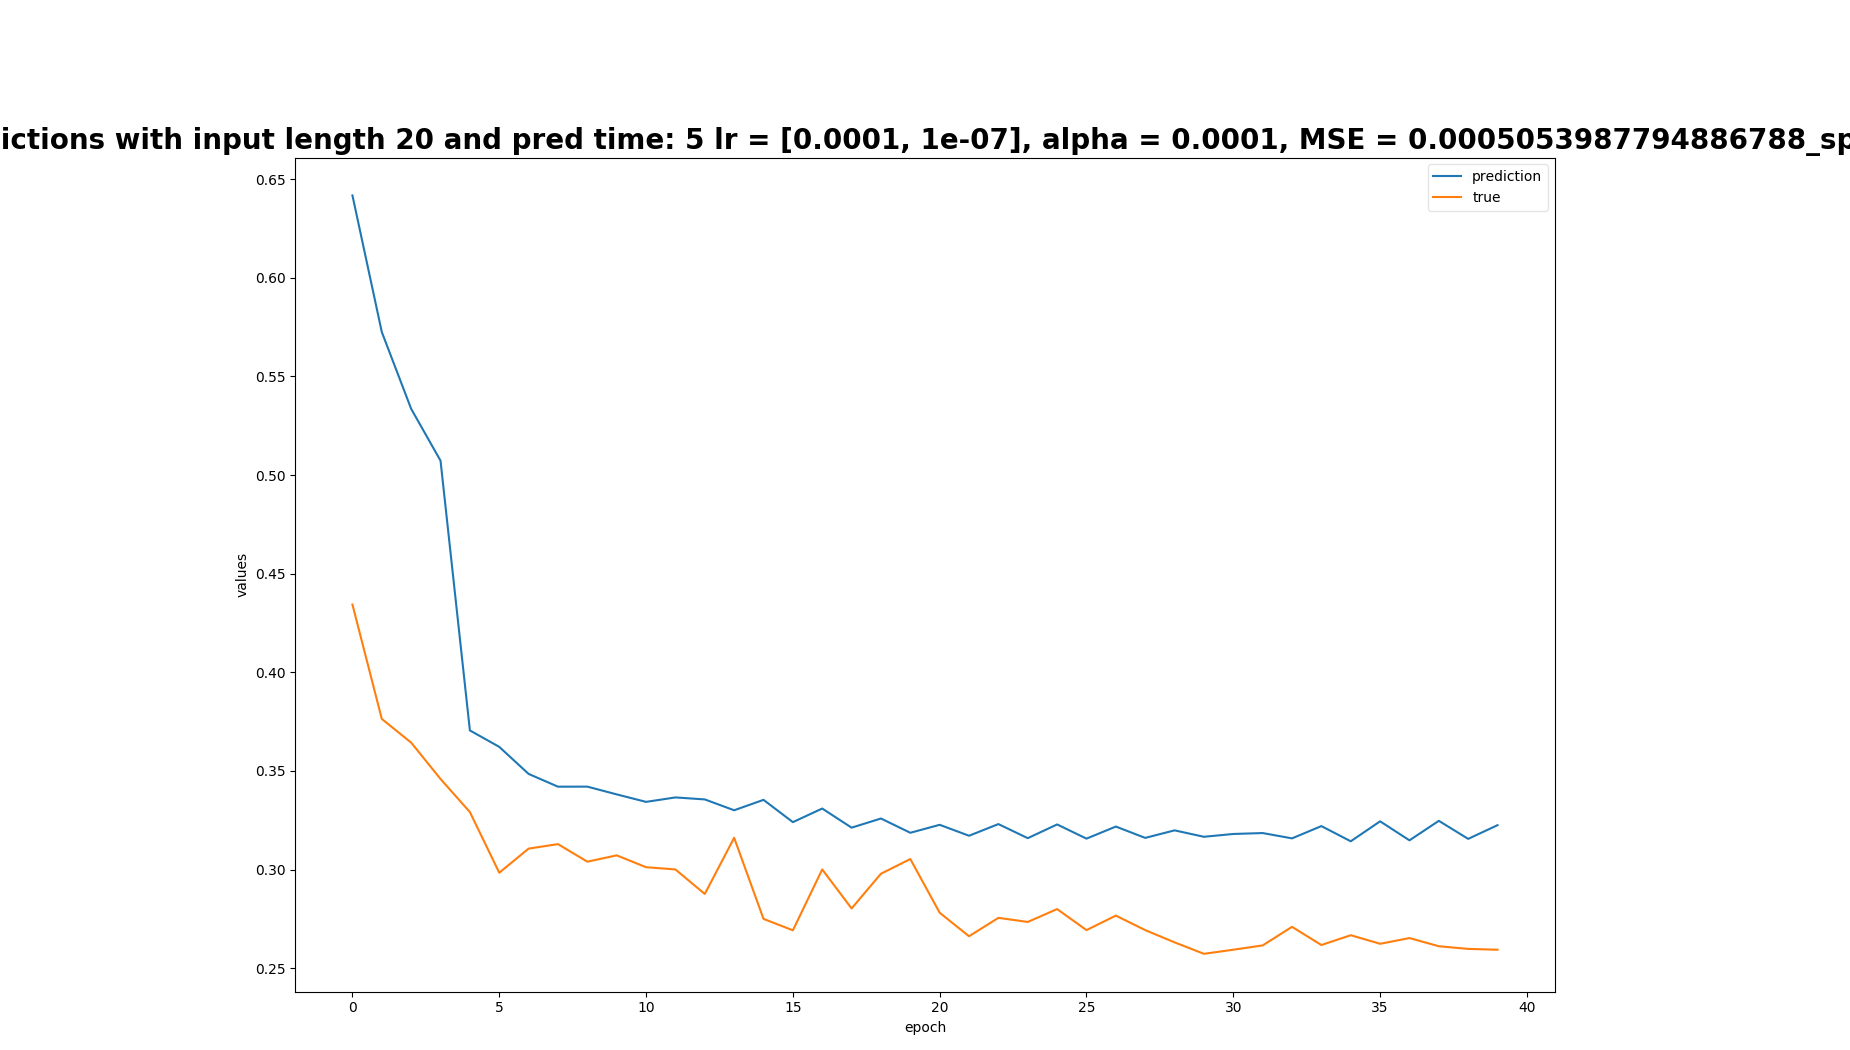 ictions with input length 20 and pred time: 5 lr = [0.0001, 1e-07], alpha = 0.0001, MSE = 0.0005053987794886788_sp
prediction
true
0.65
0.60
0.55
0.50
0.45
0.40
0.35
0.30
0.25
values
0 5 10 15 20 25 30 35 40
epoch